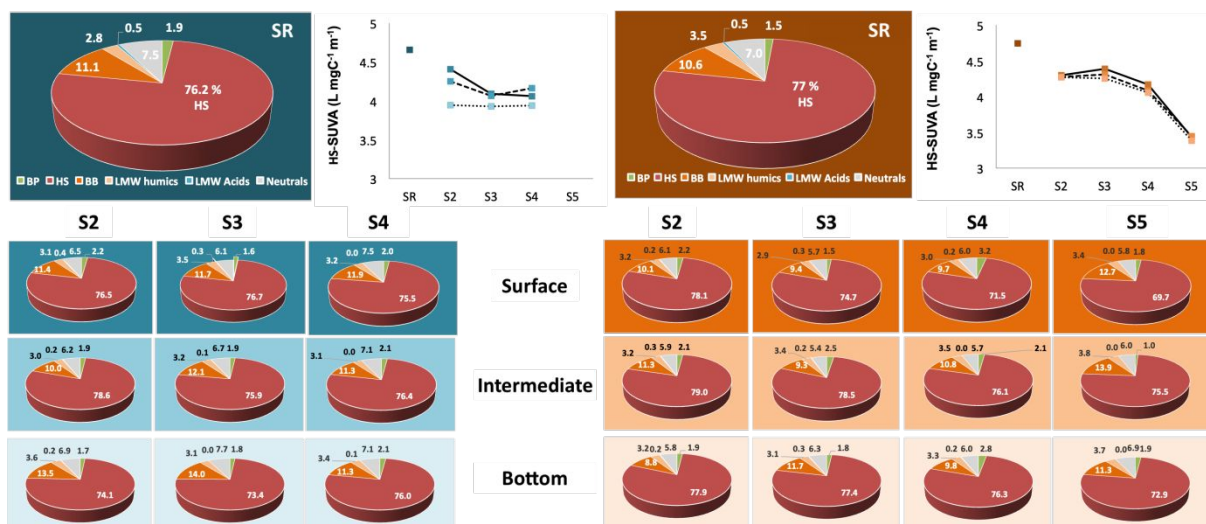 SR
0.5 1.9
2.8
7.5
11.1
76.2 %
HS
BP HS BB LMW humics LMW Acids Neutrals
HS-SUVA (L mgC⁻¹ m⁻¹)
5
4.5
4
3.5
3
SR S2 S3 S4 S5
SR
0.5 1.5
3.5
7.0
10.6
77 %
HS
BP HS BB LMW humics LMW Acids Neutrals
HS-SUVA (L mgC⁻¹ m⁻¹)
5
4.5
4
3.5
3
SR S2 S3 S4 S5
S2 S3 S4
3.1 0.4 6.5 2.2
11.4
76.5
0.3 6.1 1.6
3.5
11.7
76.7
0.0 7.5 2.0
3.2
11.9
75.5
Surface
0.2 6.2 1.9
3.0
10.0
78.6
6.7 1.9
0.1
3.2
12.1
75.9
0.0 7.1 2.1
3.1
11.3
76.4
Intermediate
0.2 6.9 1.7
3.6
13.5
74.1
0.0 7.7 1.8
3.1
14.0
73.4
7.1 2.1
0.1
3.4
11.3
76.0
Bottom
S2 S3 S4 S5
0.2 6.1 2.2
3.2
10.1
78.1
0.3 5.7 1.5
2.9
9.4
74.7
0.2 6.0 3.2
3.0
9.7
71.5
0.0 5.8 1.8
3.4
12.7
69.7
0.3 5.9 2.1
3.2
11.3
79.0
0.2 5.4 2.5
3.4
9.3
78.5
3.5 0.0 5.7 2.1
10.8
76.1
0.0 6.0 1.0
3.8
13.9
75.5
3.2 0.2 5.8 1.9
8.8
77.9
0.3 6.3 1.8
3.1
11.7
77.4
0.2 6.0 2.8
3.3
9.8
76.3
3.7 0.0 6.9 1.9
11.3
72.9